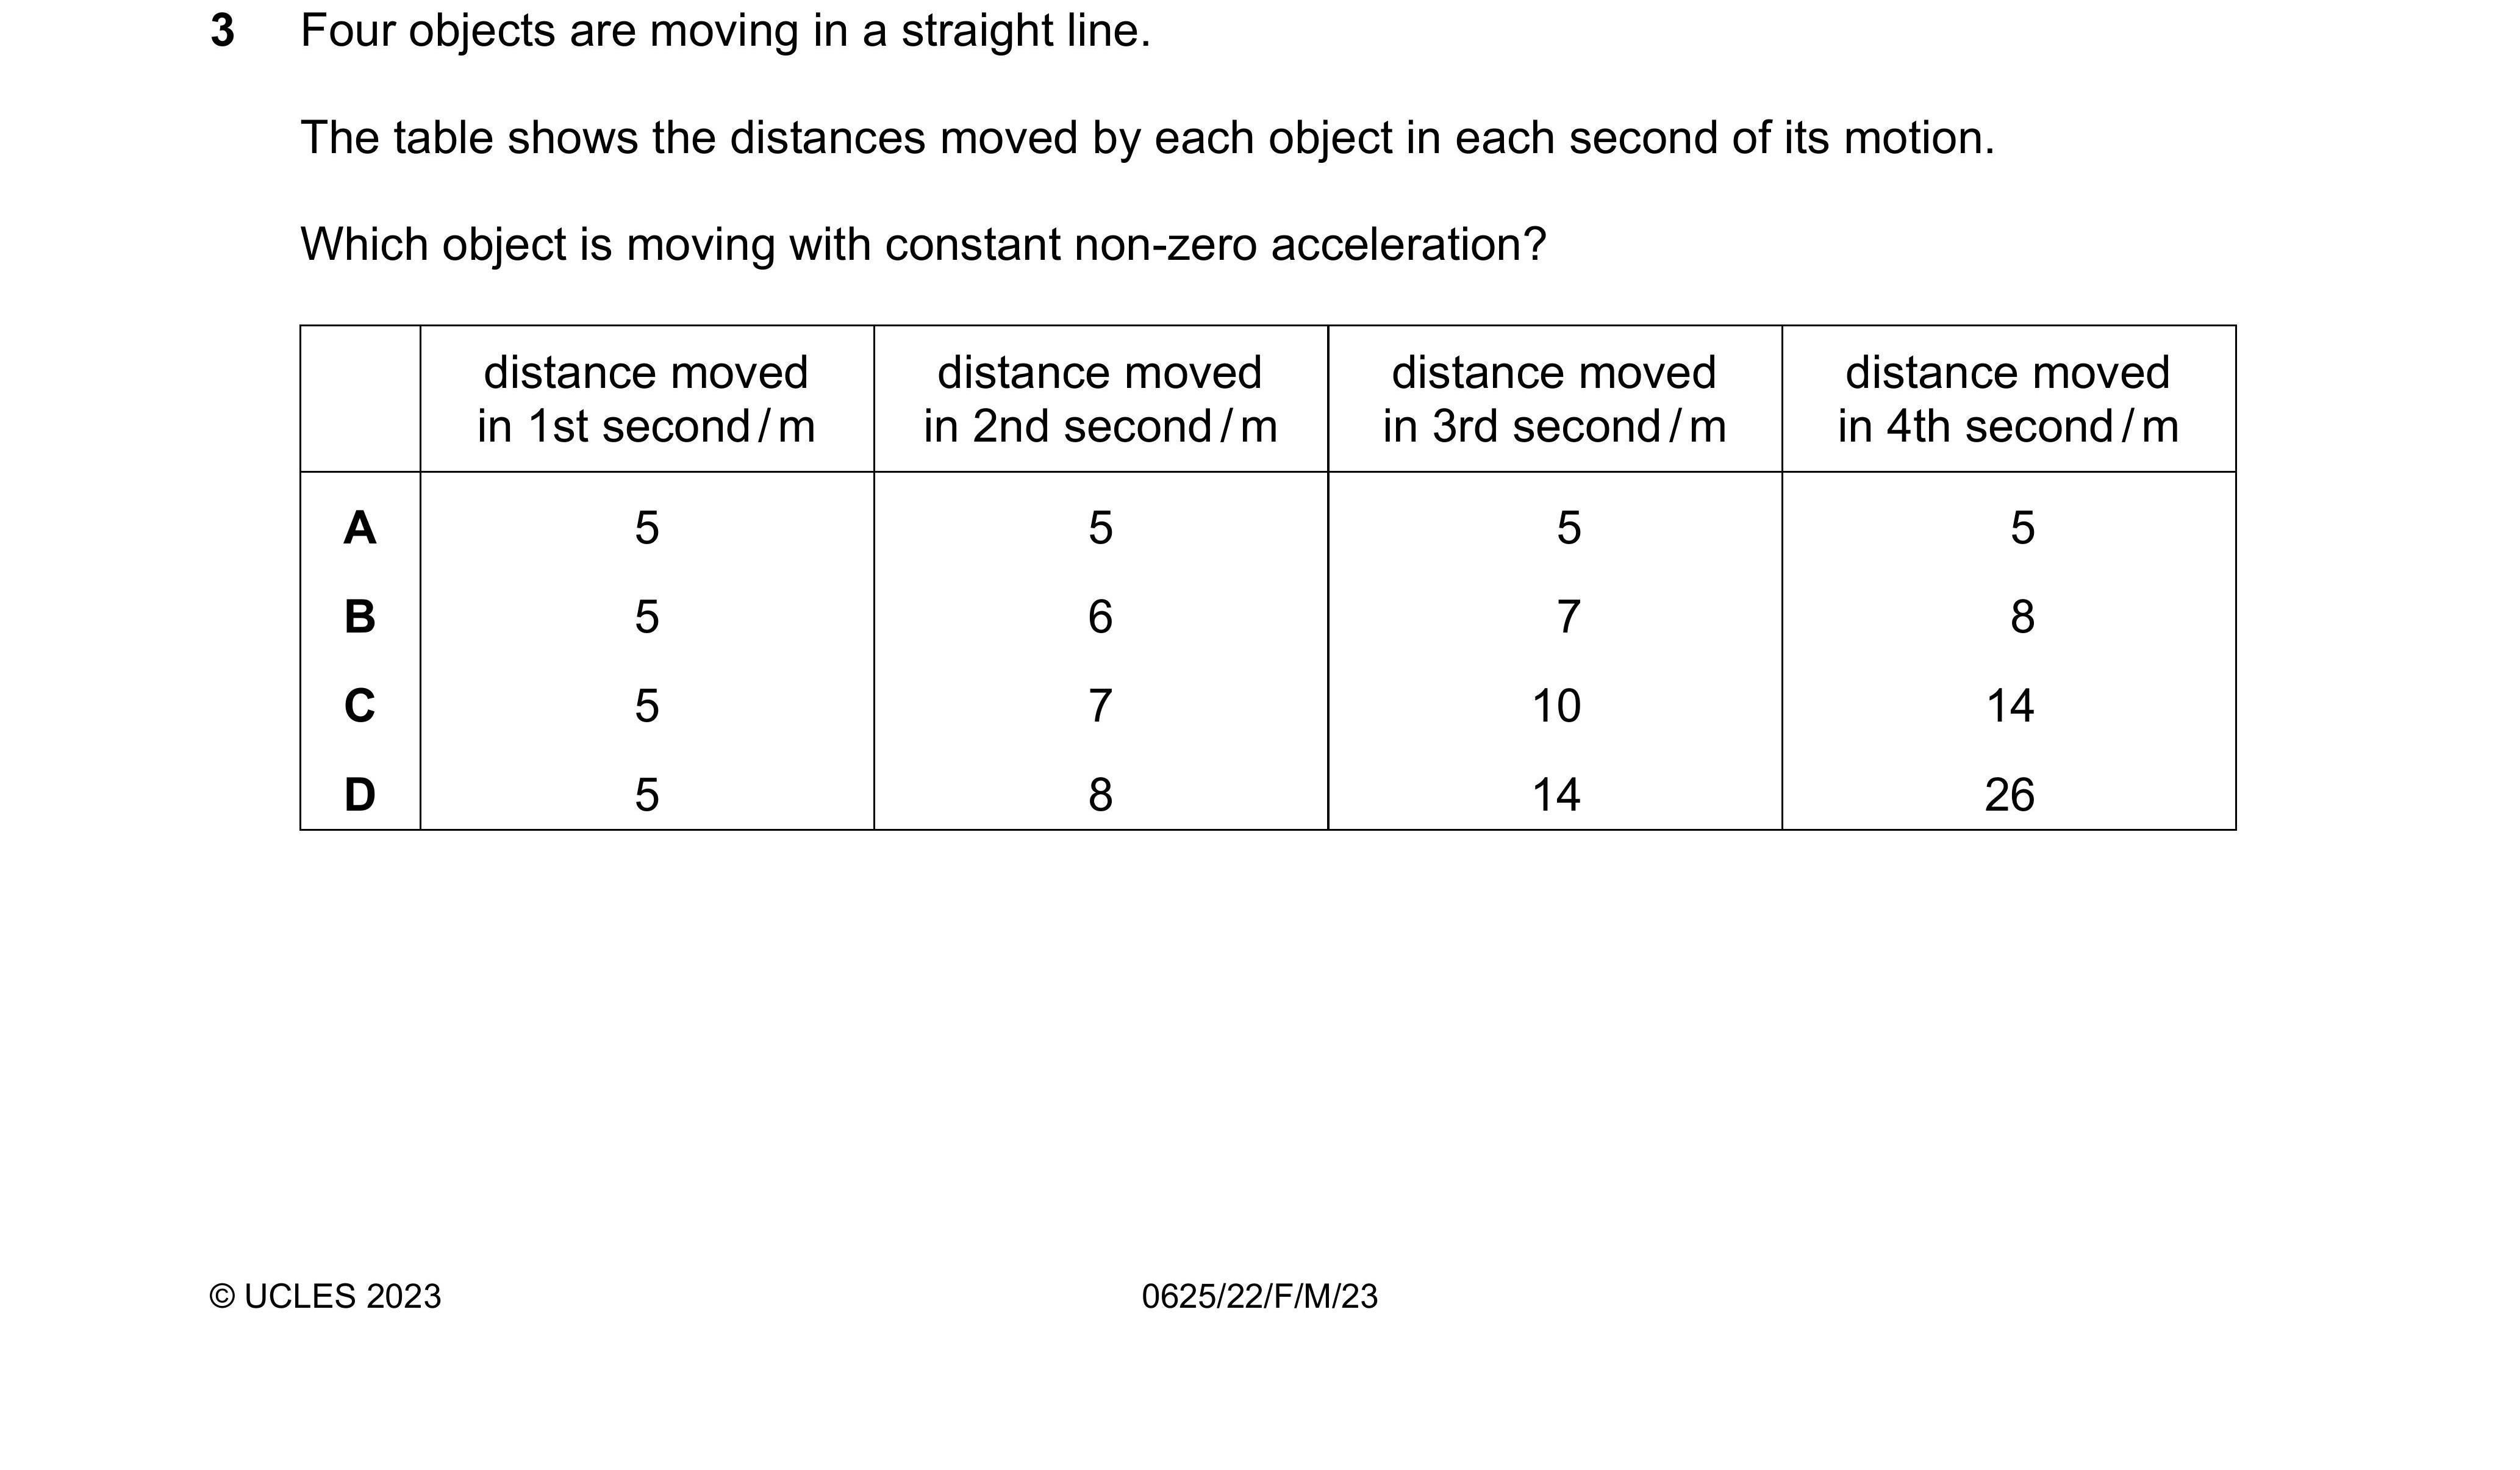 3 Four objects are moving in a straight line.
The table shows the distances moved by each object in each second of its motion.
Which object is moving with constant non-zero acceleration?
distance moved in 1st second / m distance moved in 2nd second / m distance moved in 3rd second / m distance moved in 4th second / m
A 5 5 5 5
B 5 6 7 8
C 5 7 10 14
D 5 8 14 26
© UCLES 2023 0625/22/F/M/23